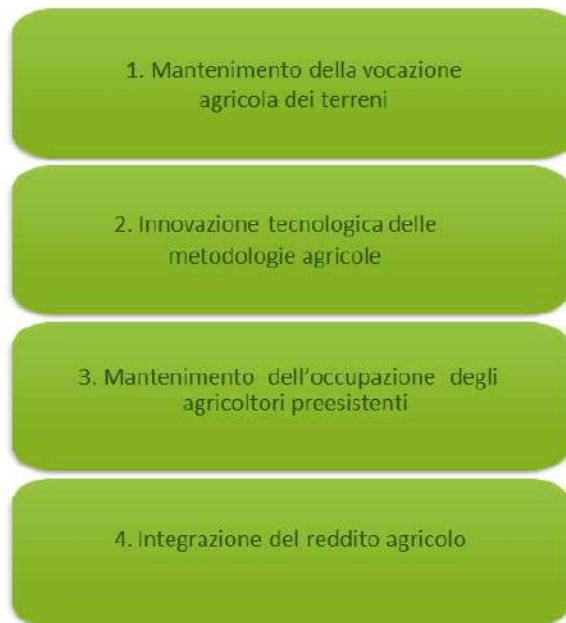 1. Mantenimento della vocazione
agricola dei terreni
2. Innovazione tecnologica delle
metodologie agricole
3. Mantenimento dell'occupazione degli
agricoltori preesistenti
4. Integrazione del reddito agricolo